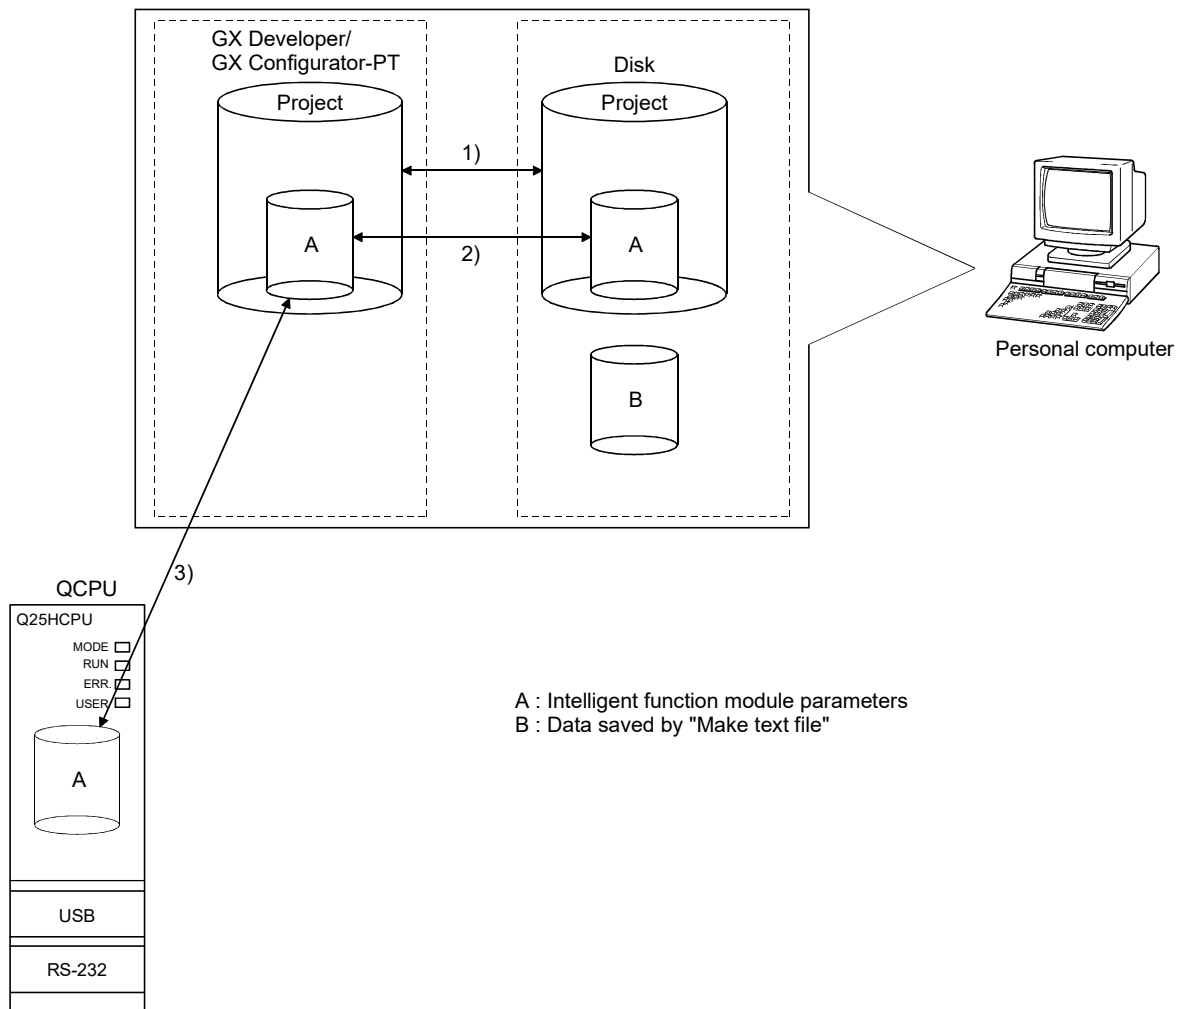 GX Developer/
GX Configurator-PT
Disk
Project
Project
1)
A
2)
A
B
Personal computer
3)
QCPU
Q25HCPU
MODE
RUN
ERR.
USER
A
USB
RS-232
A : Intelligent function module parameters
B : Data saved by "Make text file"